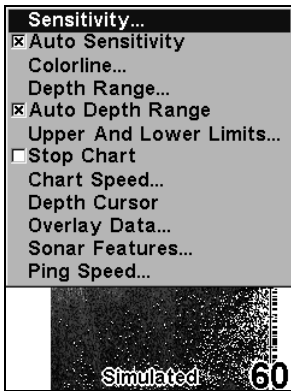 Sensitivity...
Auto Sensitivity
Colorline...
Depth Range...
Auto Depth Range
Upper And Lower Limits...
Stop Chart
Chart Speed...
Depth Cursor
Overlay Data...
Sonar Features...
Ping Speed...
Simulated 60